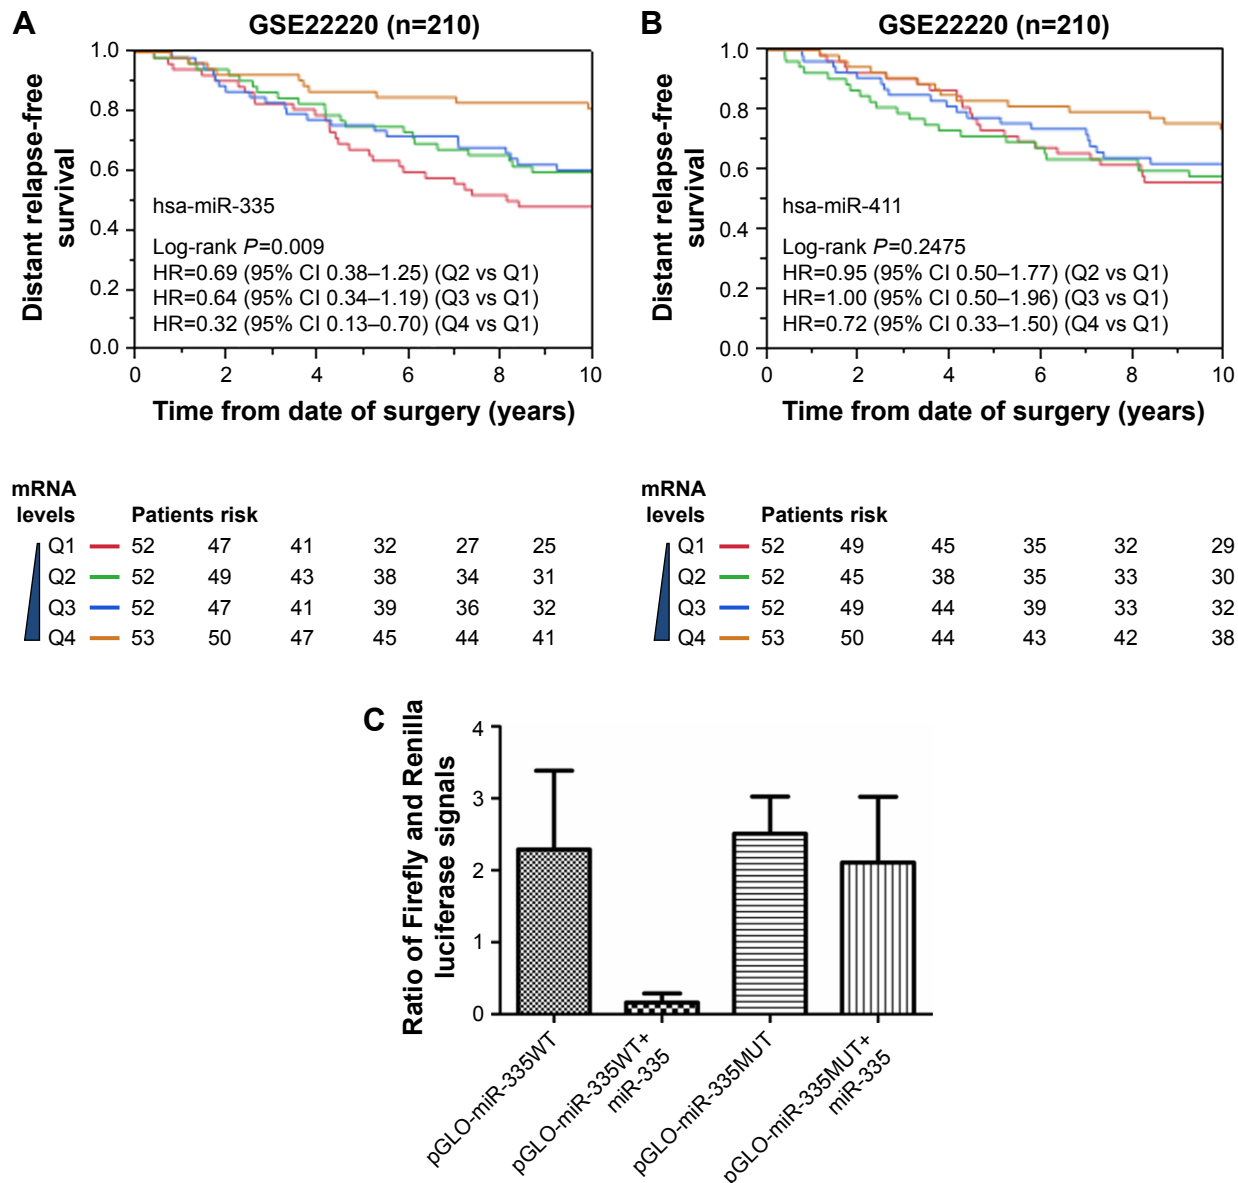 A
GSE22220 (n=210)
Distant relapse-free
survival
1.0
0.8
0.6
0.4
0.2
0.0
hsa-miR-335
Log-rank P=0.009
HR=0.69 (95% CI 0.38–1.25) (Q2 vs Q1)
HR=0.64 (95% CI 0.34–1.19) (Q3 vs Q1)
HR=0.32 (95% CI 0.13–0.70) (Q4 vs Q1)
0 2 4 6 8 10
Time from date of surgery (years)
mRNA
levels Patients risk
Q1 52 47 41 32 27 25
Q2 52 49 43 38 34 31
Q3 52 47 41 39 36 32
Q4 53 50 47 45 44 41
B
GSE22220 (n=210)
Distant relapse-free
survival
1.0
0.8
0.6
0.4
0.2
0.0
hsa-miR-411
Log-rank P=0.2475
HR=0.95 (95% CI 0.50–1.77) (Q2 vs Q1)
HR=1.00 (95% CI 0.50–1.96) (Q3 vs Q1)
HR=0.72 (95% CI 0.33–1.50) (Q4 vs Q1)
0 2 4 6 8 10
Time from date of surgery (years)
mRNA
levels Patients risk
Q1 52 49 45 35 32 29
Q2 52 45 38 35 33 30
Q3 52 49 44 39 33 32
Q4 53 50 44 43 42 38
C
Ratio of Firefly and Renilla
luciferase signals
4
3
2
1
0
pGLO-miR-335WT
pGLO-miR-335WT+
miR-335
pGLO-miR-335MUT
pGLO-miR-335MUT+
miR-335